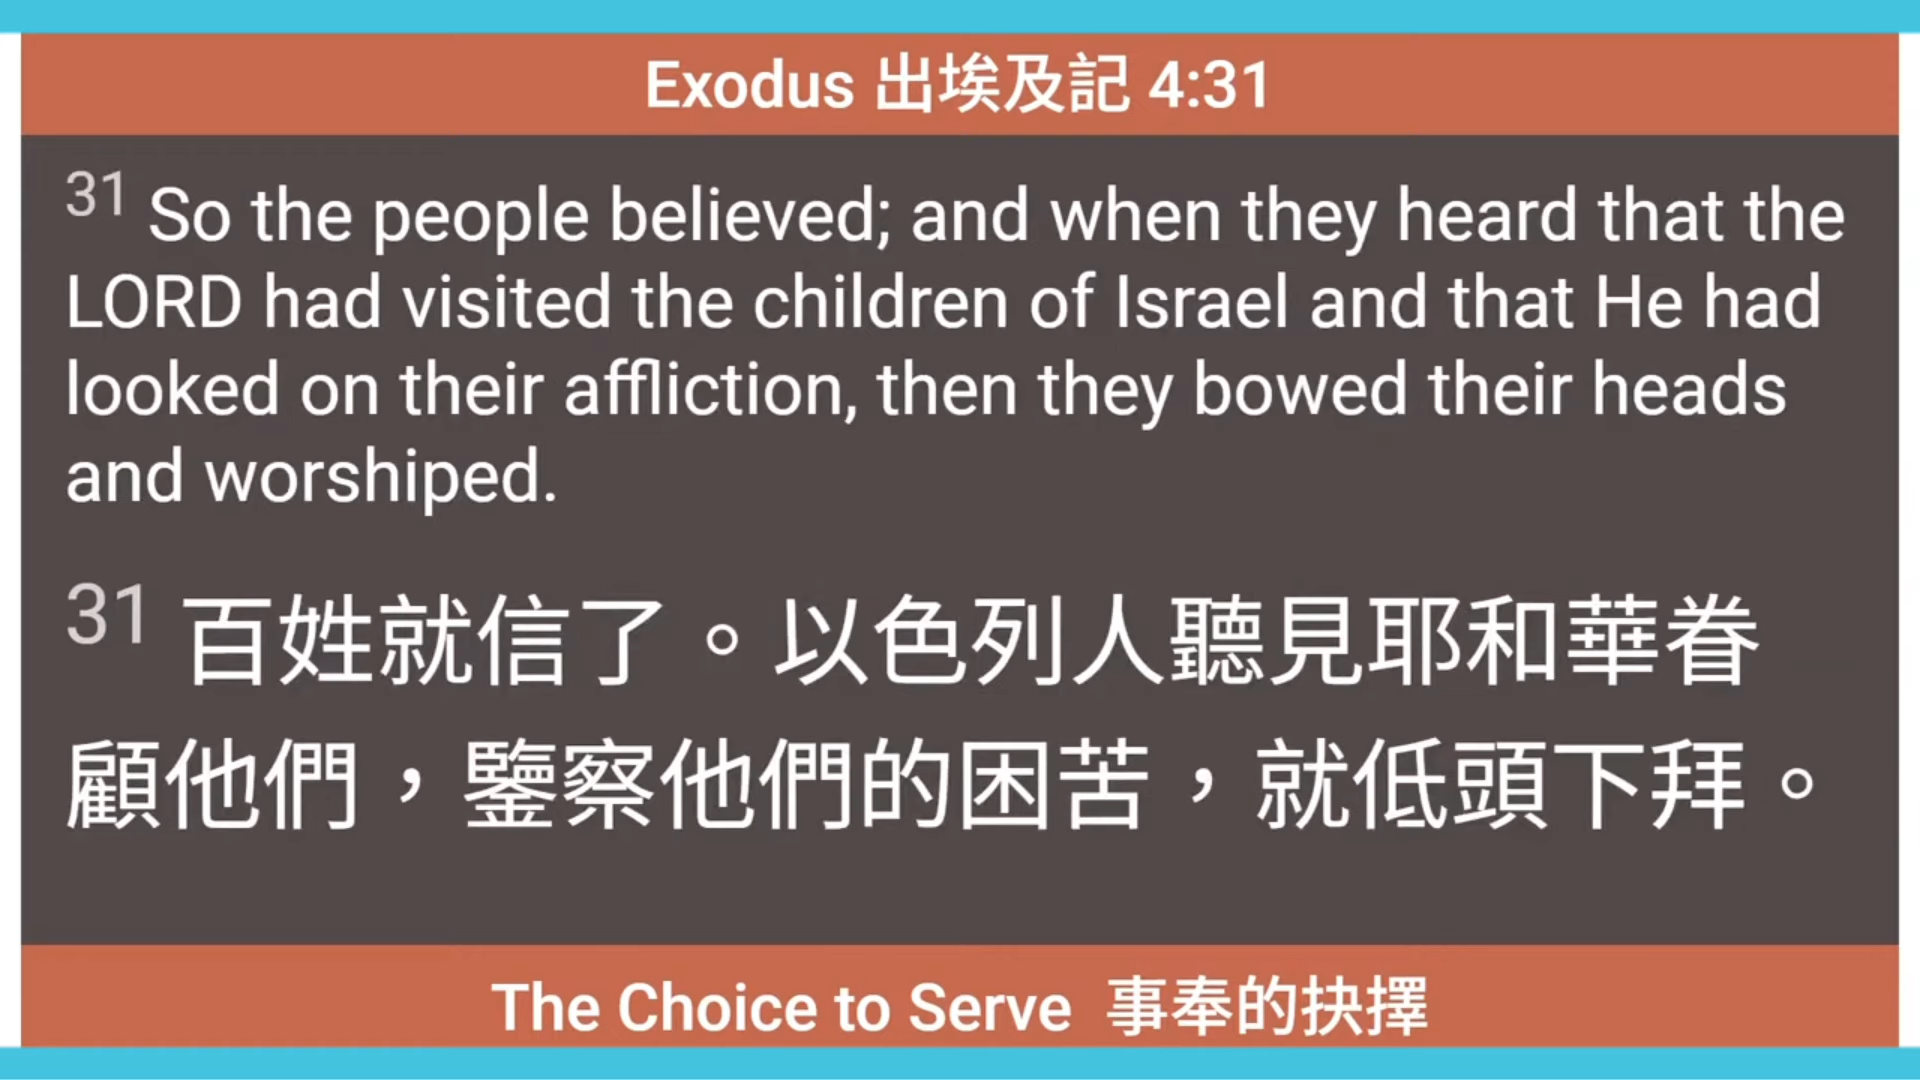 Exodus 出埃及記 4:31
31 So the people believed; and when they heard that the
LORD had visited the children of Israel and that He had
looked on their affliction, then they bowed their heads
and worshiped.
31 百姓就信了。以色列人聽見耶和華眷
顧他們，鑒察他們的困苦，就低頭下拜。
The Choice to Serve 事奉的抉擇